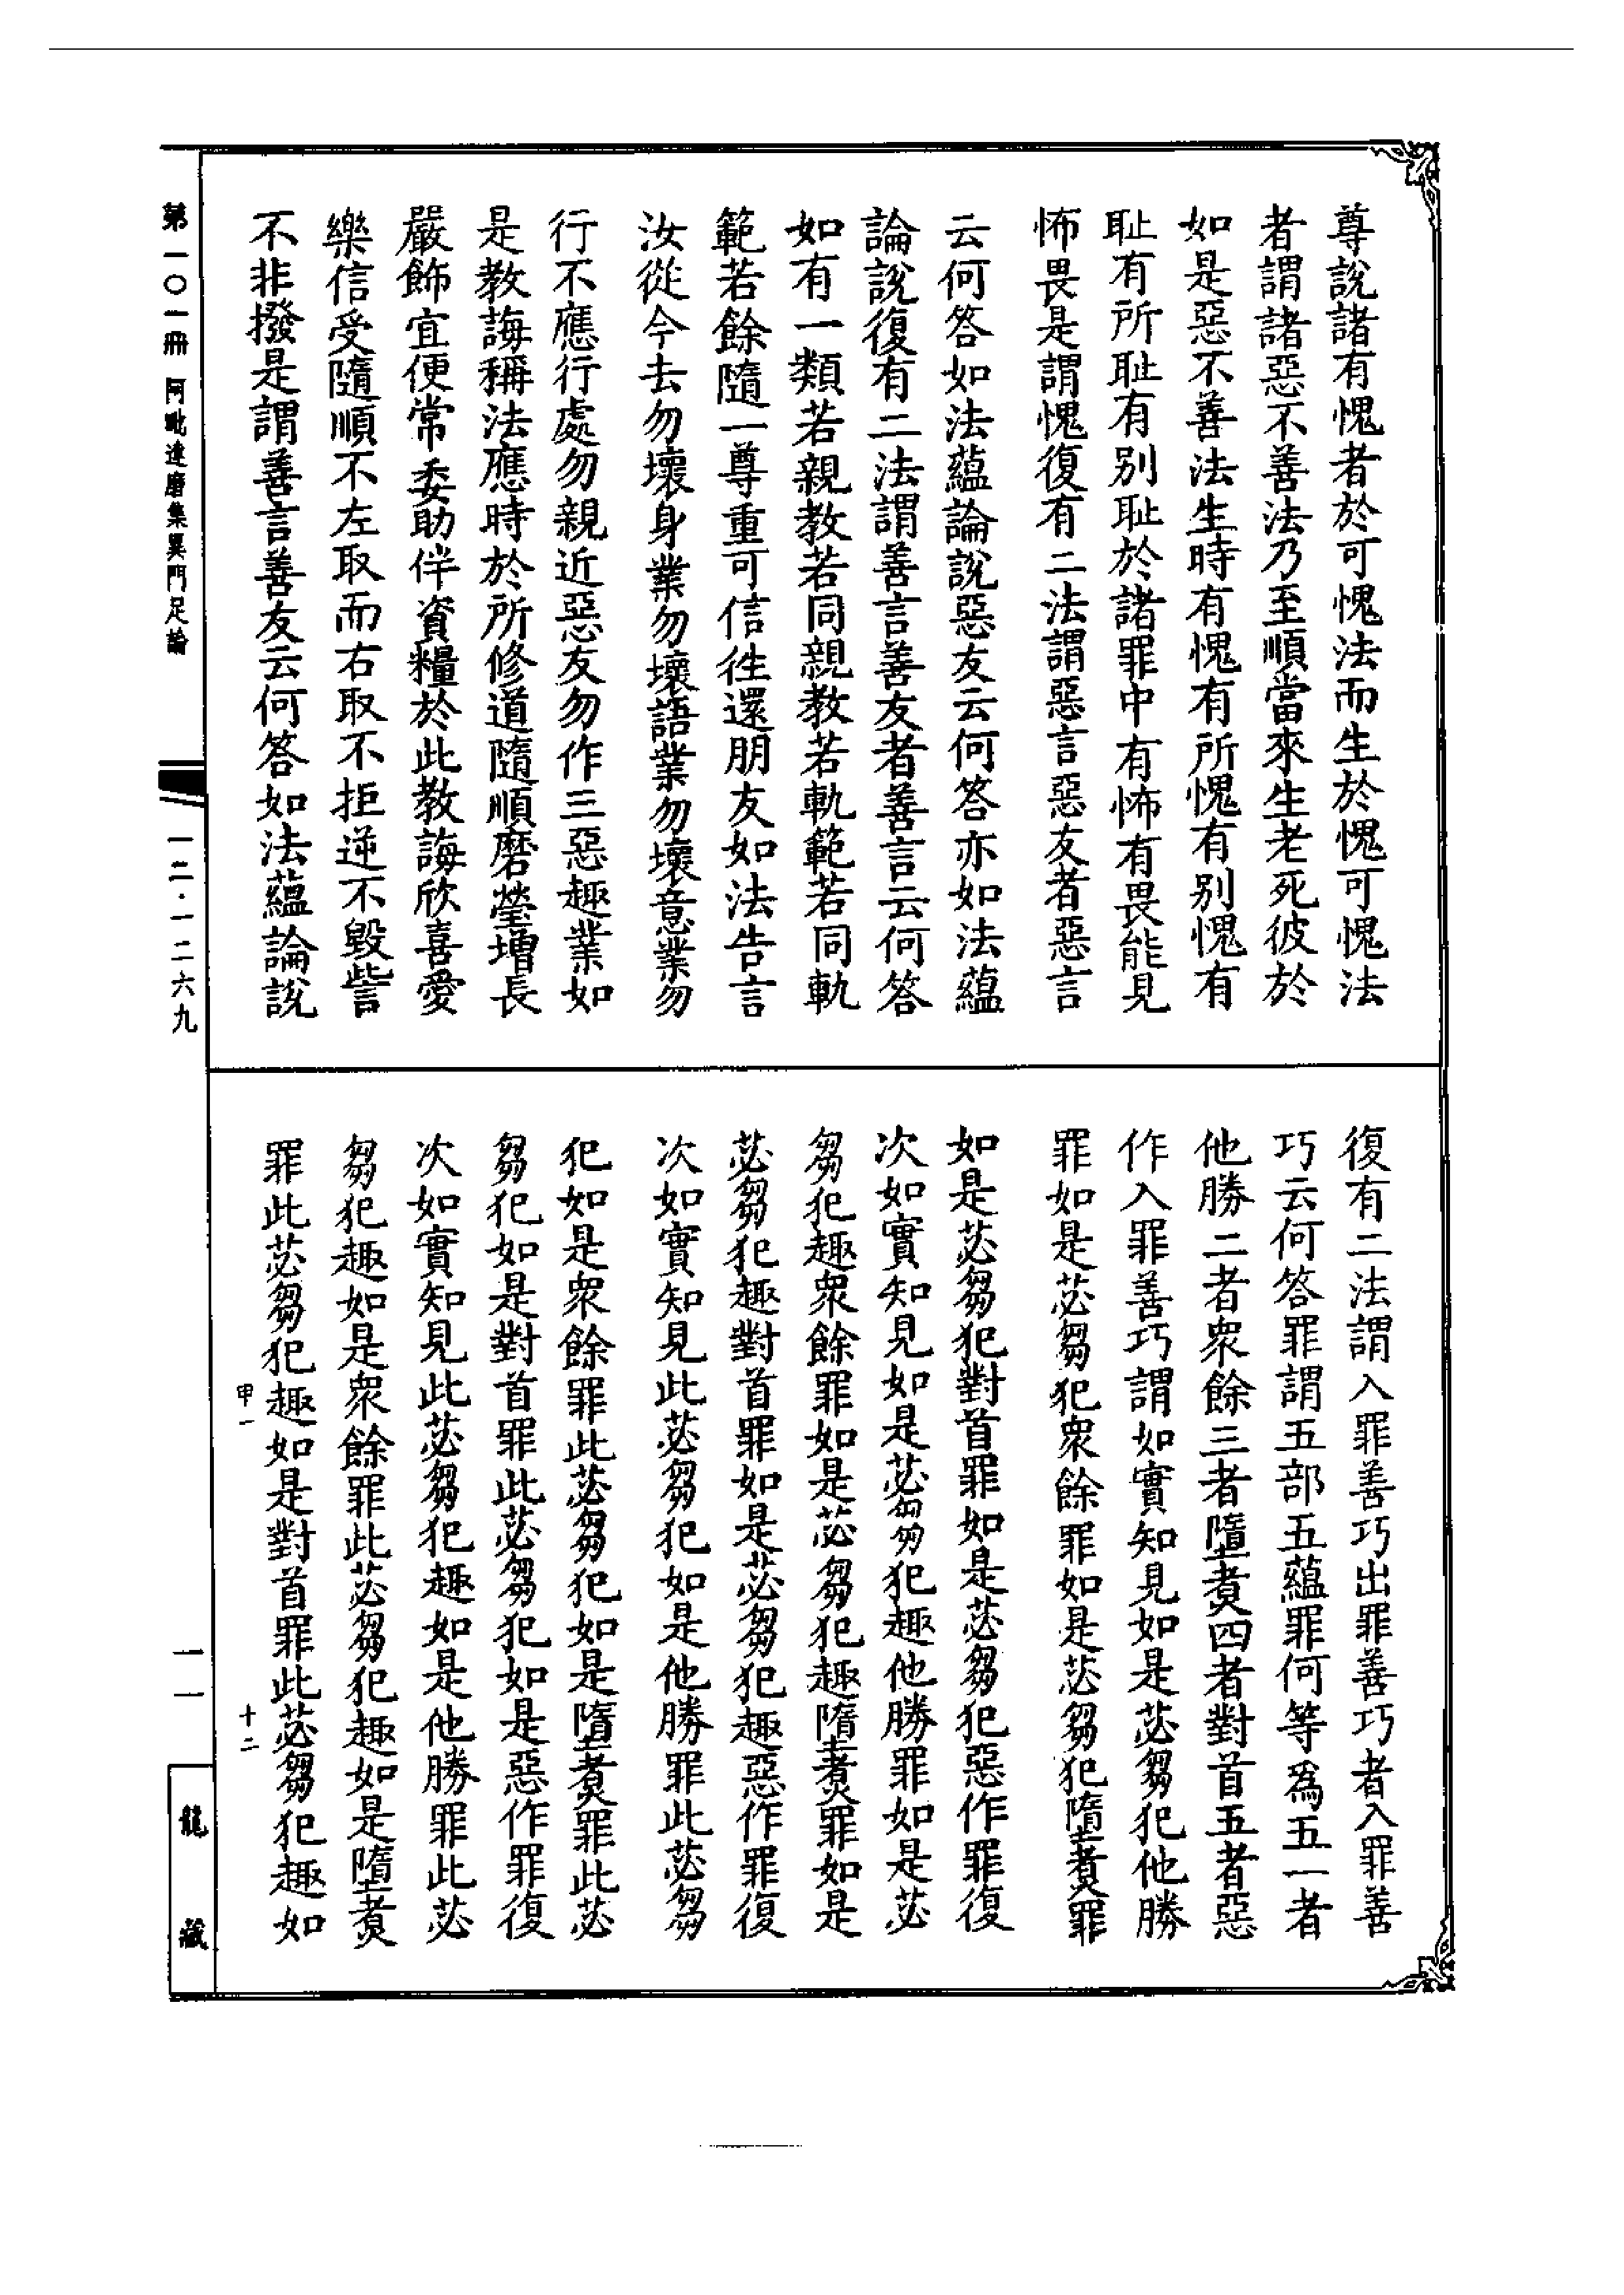 尊說諸有愧者於可愧法而生於愧可愧法
者謂諸惡不善法乃至順當來生老死彼於
如是惡不善法生時有愧有所愧有别愧有
耻有所耻有别耻於諸罪中有怖有畏能見
怖畏是謂愧復有二法謂惡言惡友者惡言
云何答如法蘊論說惡友云何答亦如法蘊
論說復有二法謂善言善友者善言云何答
如有一類若親教若同親教若軌範若同軌
範若餘隨一尊重可信徃還朋友如法告言
汝從今去勿壞身業勿壞語業勿壞意業勿
行不應行處勿親近惡友勿作三惡趣業如
是教誨稱法應時於所修道隨順磨瑩增長
嚴飾宜便常委助伴資糧於此教誨欣喜愛
樂信受隨順不左取而右取不拒逆不毀訾
不非撥是謂善言善友云何答如法蘊論說
復有二法謂入罪善巧出罪善巧者入罪善
巧云何答罪謂五部五蘊罪何等為五一者
他勝二者衆餘三者墮煑四者對首五者惡
作入罪善巧謂如實知見如是苾芻犯他勝
罪如是苾芻犯衆餘罪如是苾芻犯墮煑罪
如是苾芻犯對首罪如是苾芻犯惡作罪復
次如實知見如是苾芻犯趣他勝罪如是苾
芻犯趣衆餘罪如是苾芻犯趣墮煑罪如是
苾芻犯趣對首罪如是苾芻犯趣惡作罪復
次如實知見此苾芻犯如是他勝罪此苾芻
犯如是衆餘罪此苾芻犯如是墮煑罪此苾
芻犯如是對首罪此苾芻犯如是惡作罪復
次如實知見此苾芻犯趣如是他勝罪此苾
芻犯趣如是衆餘罪此苾芻犯趣如是墮煑
罪此苾芻犯趣如是對首罪此苾芻犯趣如
甲一 十二
第一〇一冊 阿毗達磨集異門足論
一二·一二六九
一一
龍藏